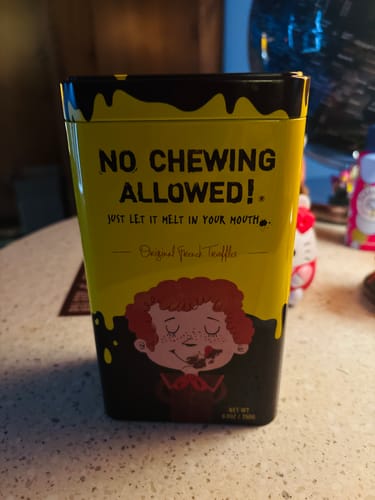 NO CHEWING
ALLOWED!®
JUST LET IT MELT IN YOUR MOUTH
Original French Truffles
NET WT